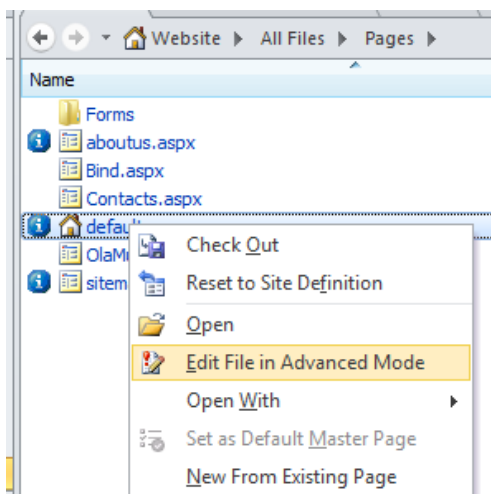 Website ▶ All Files ▶ Pages ▶
Name
Forms
aboutus.aspx
Bind.aspx
Contacts.aspx
Check Out
Reset to Site Definition
Open
Edit File in Advanced Mode
Open With
Set as Default Master Page
New From Existing Page